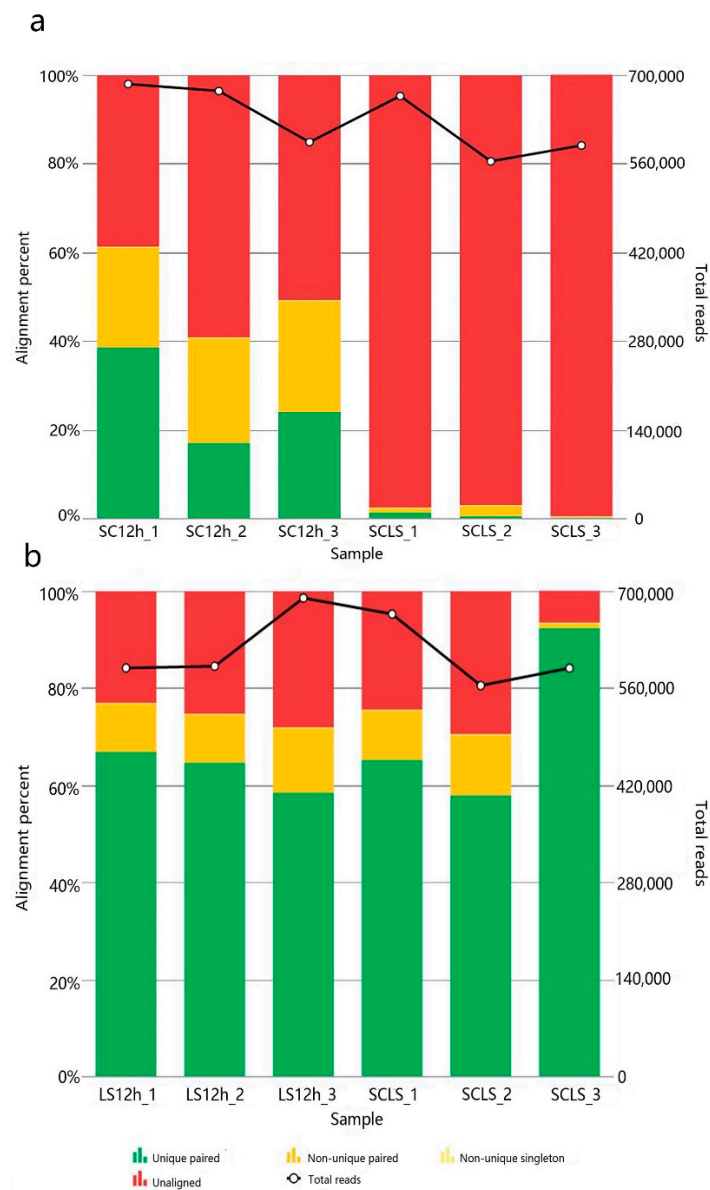 a
100%
80%
60%
40%
20%
0%
Alignment percent
700,000
560,000
420,000
280,000
140,000
0
Total reads
SC12h_1 SC12h_2 SC12h_3 SCLS_1 SCLS_2 SCLS_3
Sample
b
100%
80%
60%
40%
20%
0%
Alignment percent
700,000
560,000
420,000
280,000
140,000
0
Total reads
LS12h_1 LS12h_2 LS12h_3 SCLS_1 SCLS_2 SCLS_3
Sample
Unique paired Non-unique paired Non-unique singleton
Unaligned Total reads